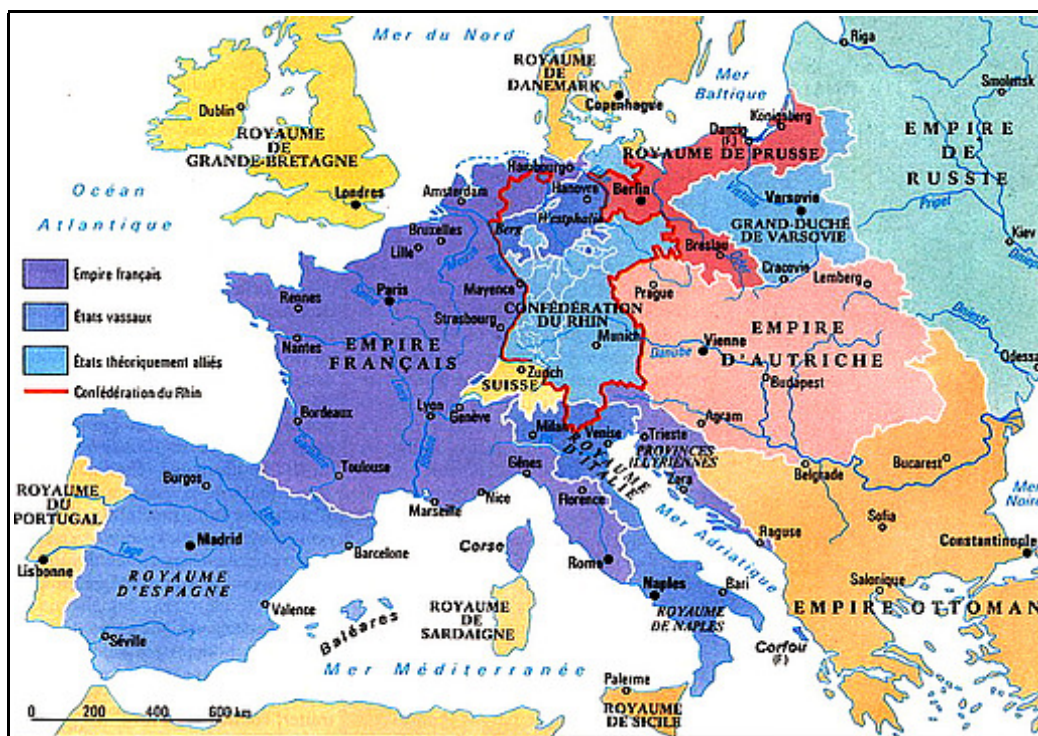 Mer du Nord
Riga
ROYAUME
DE
DANEMARK
Mer
Baltique
Smolensk
Copenhague
Königsberg
Dublin
Danzig
(F.)
EMPIRE
DE
RUSSIE
ROYAUME
DE
GRANDE-BRETAGNE
ROYAUME DE PRUSSE
Hambourg
Océan
Atlantique
Londres
Amsterdam
Hanovre
Berlin
Varsovie
Pripet
Westphalie
GRAND-DUCHÉ
DE VARSOVIE
Berg
Bruxelles
Lille
Breslau
Oder
Kiev
Cracovie
Lemberg
Empire français
États vassaux
États théoriquement alliés
Confédération du Rhin
Mayence
Prague
Paris
Rennes
CONFÉDÉRATION
DU RHIN
Strasbourg
Nantes
EMPIRE
FRANÇAIS
Munich
EMPIRE
D'AUTRICHE
Vienne
Danube
Dniestr
Odessa
Budapest
SUISSE
Zurich
Bordeaux
Lyon
Genève
Milan
Venise
Trieste
Agram
ROYAUME
D'ITALIE
PROVINCES
ILLYRIENNES
Belgrade
Bucarest
Toulouse
Gênes
Nice
Marseille
Florence
Zara
Mer Adriatique
Raguse
Sofia
Mer
Noire
Constantinople
ROYAUME
DU
PORTUGAL
Burgos
Madrid
Tage
Lisbonne
Barcelone
ROYAUME
D'ESPAGNE
Valence
Séville
Baléares
Corse
Rome
Naples
Bari
ROYAUME
DE NAPLES
ROYAUME
DE
SARDAIGNE
Salonique
EMPIRE OTTOMAN
Corfou
(F)
Mer Méditerranée
Palerme
ROYAUME
DE SICILE
0 200 400 600 km